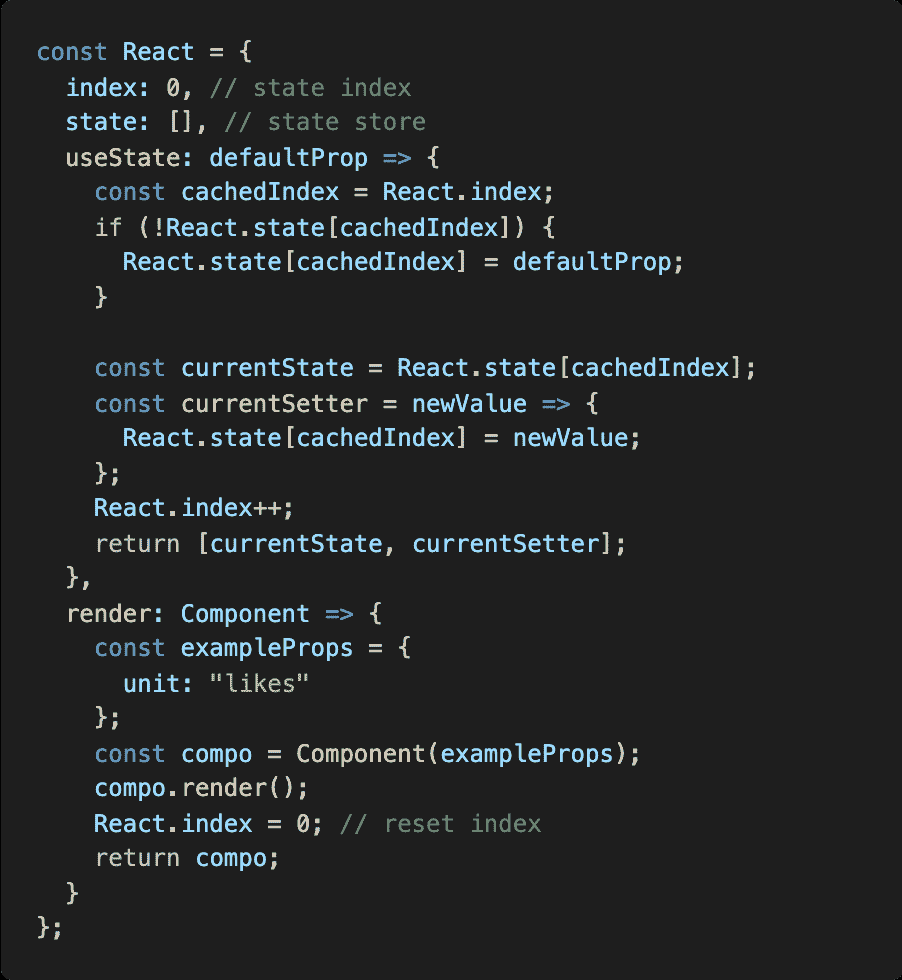 const React = {
  index: 0, // state index
  state: [], // state store
  useState: defaultProp => {
    const cachedIndex = React.index;
    if (!React.state[cachedIndex]) {
      React.state[cachedIndex] = defaultProp;
    }

    const currentState = React.state[cachedIndex];
    const currentSetter = newValue => {
      React.state[cachedIndex] = newValue;
    };
    React.index++;
    return [currentState, currentSetter];
  },
  render: Component => {
    const exampleProps = {
      unit: "likes"
    };
    const compo = Component(exampleProps);
    compo.render();
    React.index = 0; // reset index
    return compo;
  }
};